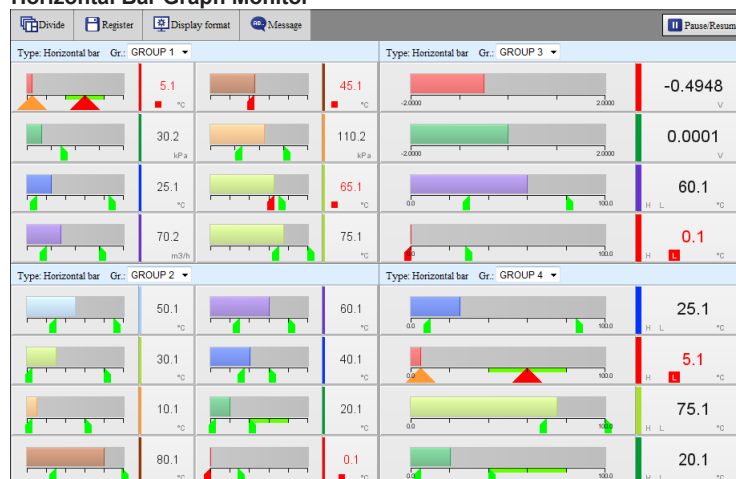 Horizontal Bar Graph Monitor
Divide Register Display format Message Pause/Resum
Type: Horizontal bar Gr.: GROUP 1
5.1 °C
45.1 °C
30.2 kPa
110.2 kPa
25.1 °C
65.1 °C
70.2 m3/h
75.1 °C
Type: Horizontal bar Gr.: GROUP 3
-2.0000 2.0000 -0.4948 V
-2.0000 2.0000 0.0001 V
0.0 100.0 60.1 H L °C
0.0 100.0 0.1 H L °C
Type: Horizontal bar Gr.: GROUP 2
50.1 °C
60.1 °C
30.1 °C
40.1 °C
10.1 °C
20.1 °C
80.1 °C
0.1 °C
Type: Horizontal bar Gr.: GROUP 4
0.0 100.0 25.1 H L °C
0.0 100.0 5.1 H L °C
0.0 100.0 75.1 H L °C
0.0 100.0 20.1 H L °C